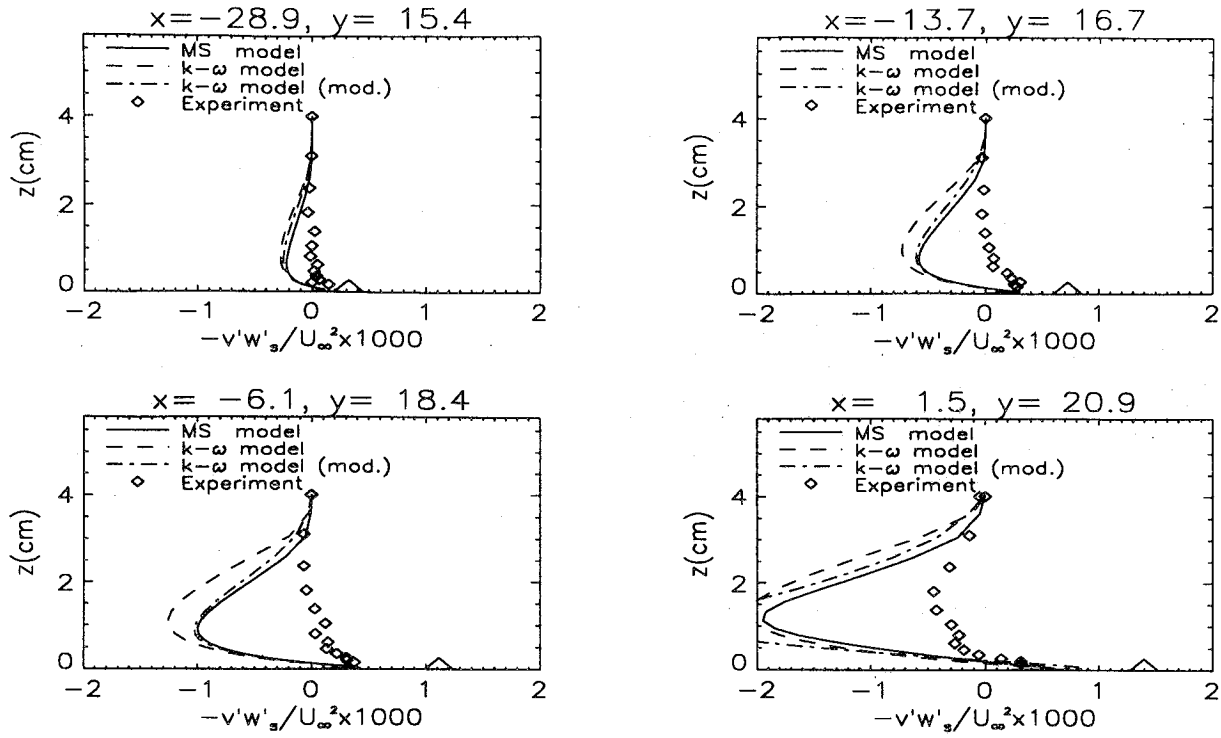 x=-28.9, y= 15.4
MS model
k-ω model
k-ω model (mod.)
Experiment
z(cm)
4
2
0
-2 -1 0 1 2
-v'w's/U∞²x1000
x=-13.7, y= 16.7
MS model
k-ω model
k-ω model (mod.)
Experiment
z(cm)
4
2
0
-2 -1 0 1 2
-v'w's/U∞²x1000
x= -6.1, y= 18.4
MS model
k-ω model
k-ω model (mod.)
Experiment
z(cm)
4
2
0
-2 -1 0 1 2
-v'w's/U∞²x1000
x= 1.5, y= 20.9
MS model
k-ω model
k-ω model (mod.)
Experiment
z(cm)
4
2
0
-2 -1 0 1 2
-v'w's/U∞²x1000